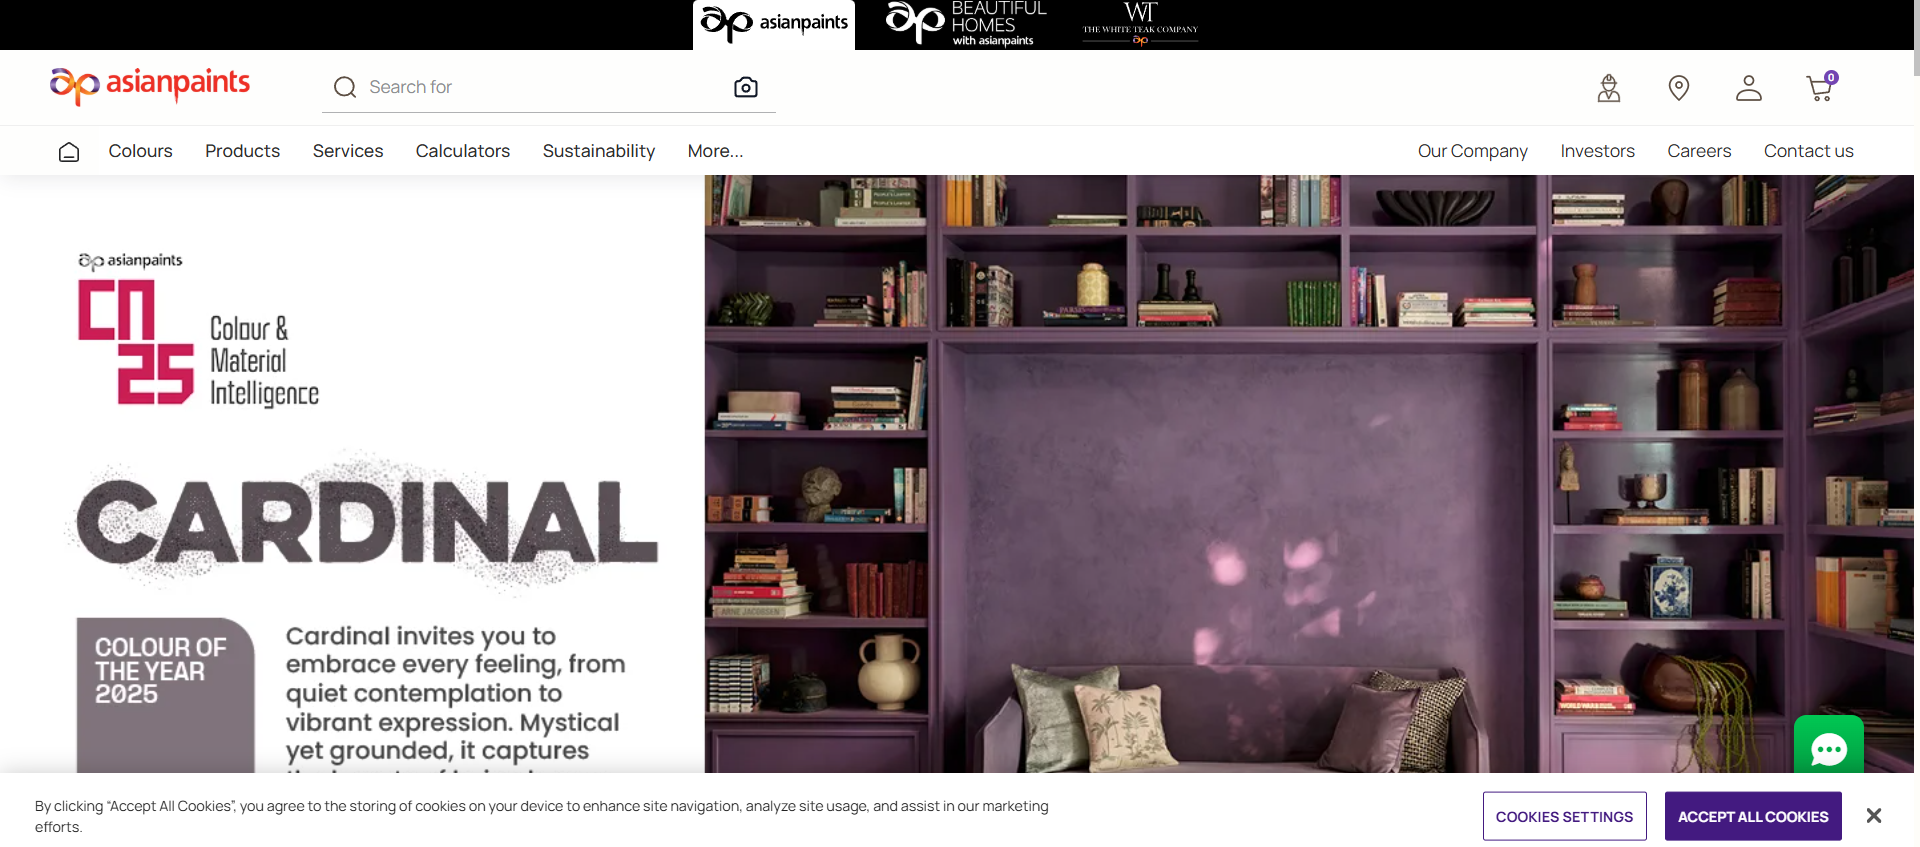 asianpaints
BEAUTIFUL
HOMES
with asianpaints
WT
THE WHITE TEAK COMPANY
asianpaints
Search for
0
Colours
Products
Services
Calculators
Sustainability
More...
Our Company
Investors
Careers
Contact us
asianpaints
CN
25
Colour &
Material
Intelligence
CARDINAL
COLOUR OF
THE YEAR
2025
Cardinal invites you to
embrace every feeling, from
quiet contemplation to
vibrant expression. Mystical
yet grounded, it captures
By clicking “Accept All Cookies”, you agree to the storing of cookies on your device to enhance site navigation, analyze site usage, and assist in our marketing
efforts.
COOKIES SETTINGS
ACCEPT ALL COOKIES